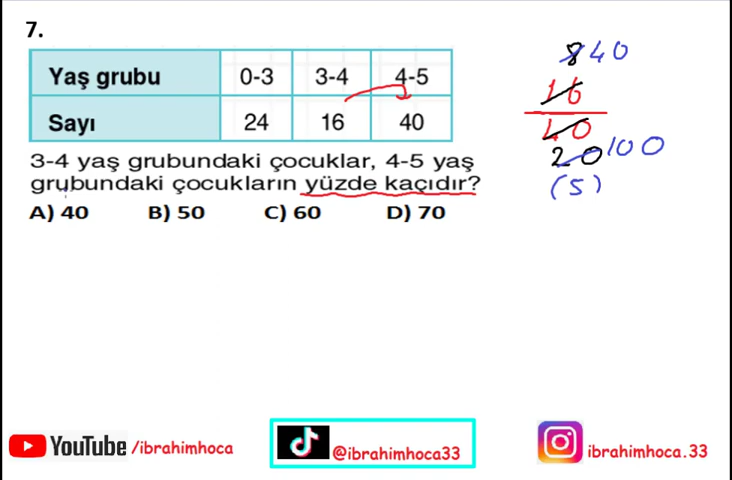 7.
Yaş grubu 0-3 3-4 4-5
Sayı 24 16 40
3-4 yaş grubundaki çocuklar, 4-5 yaş
grubundaki çocukların yüzde kaçıdır?
A) 40 B) 50 C) 60 D) 70
8 40
16
40
20 100
(5)
YouTube /ibrahimhoca
@ibrahimhoca33
ibrahimhoca.33